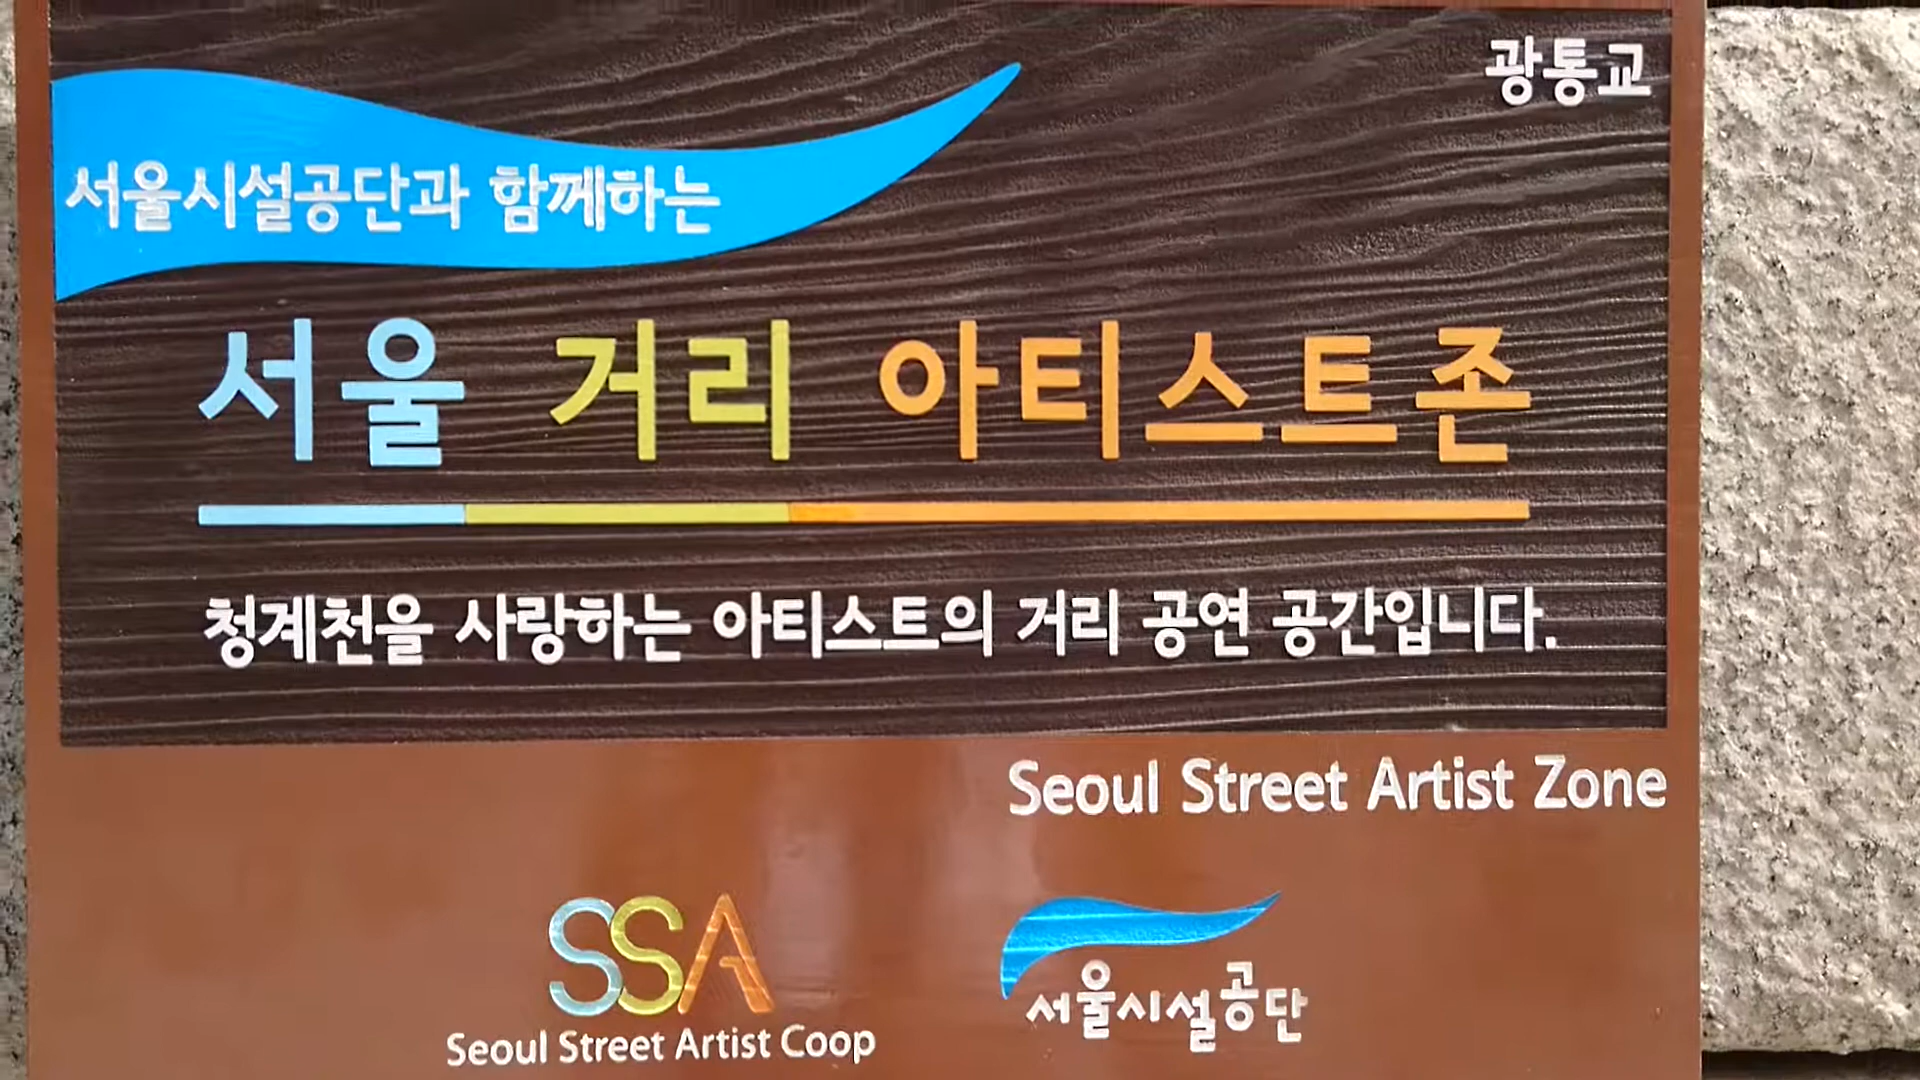 광통교
서울시설공단과 함께하는
서울 거리 아티스트존
청계천을 사랑하는 아티스트의 거리 공연 공간입니다.
Seoul Street Artist Zone
SSA
Seoul Street Artist Coop
서울시설공단